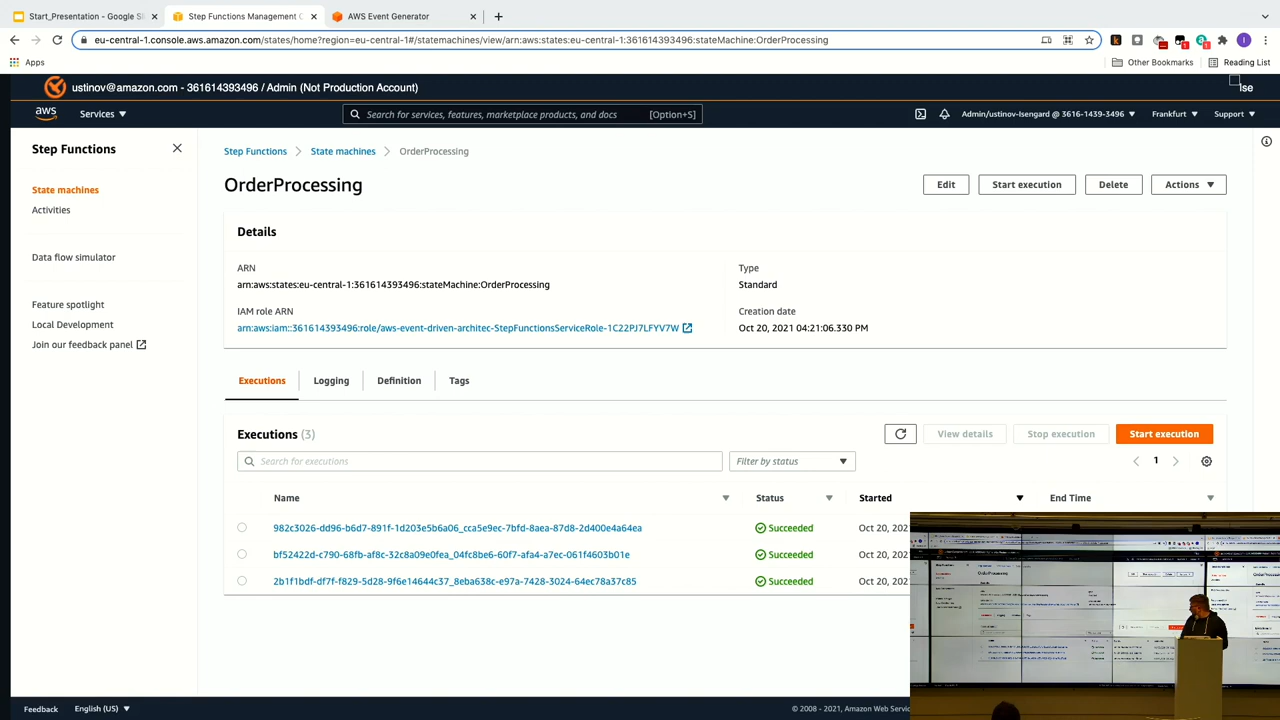 Start_Presentation - Google Sl
Step Functions Management C
AWS Event Generator
eu-central-1.console.aws.amazon.com/states/home?region=eu-central-1#/statemachines/view/arn:aws:states:eu-central-1:361614393496:stateMachine:OrderProcessing
Apps
Other Bookmarks
Reading List
ustinov@amazon.com - 361614393496 / Admin (Not Production Account)
Ise
aws
Services
Search for services, features, marketplace products, and docs
[Option+S]
Admin/ustinov-Isengard @ 3616-1439-3496
Frankfurt
Support
Step Functions
State machines
Activities
Data flow simulator
Feature spotlight
Local Development
Join our feedback panel
Step Functions
State machines
OrderProcessing
OrderProcessing
Edit
Start execution
Delete
Actions
Details
ARN
arn:aws:states:eu-central-1:361614393496:stateMachine:OrderProcessing
IAM role ARN
arn:aws:iam::361614393496:role/aws-event-driven-architec-StepFunctionsServiceRole-1C22PJ7LFYV7W
Type
Standard
Creation date
Oct 20, 2021 04:21:06.330 PM
Executions
Logging
Definition
Tags
Executions (3)
View details
Stop execution
Start execution
Search for executions
Filter by status
1
Name
Status
Started
End Time
982c3026-dd96-b6d7-891f-1d203e5b6a06_cca5e9ec-7bfd-8aea-87d8-2d400e4a64ea
Succeeded
Oct 20, 202
bf52422d-c790-68fb-af8c-32c8a09e0fea_04fc8be6-60f7-afa4-a7ec-061f4603b01e
Succeeded
Oct 20, 202
2b1f1bdf-df7f-f829-5d28-9f6e14644c37_8eba638c-e97a-7428-3024-64ec78a37c85
Succeeded
Oct 20, 202
Feedback
English (US)
© 2008 - 2021, Amazon Web Servic